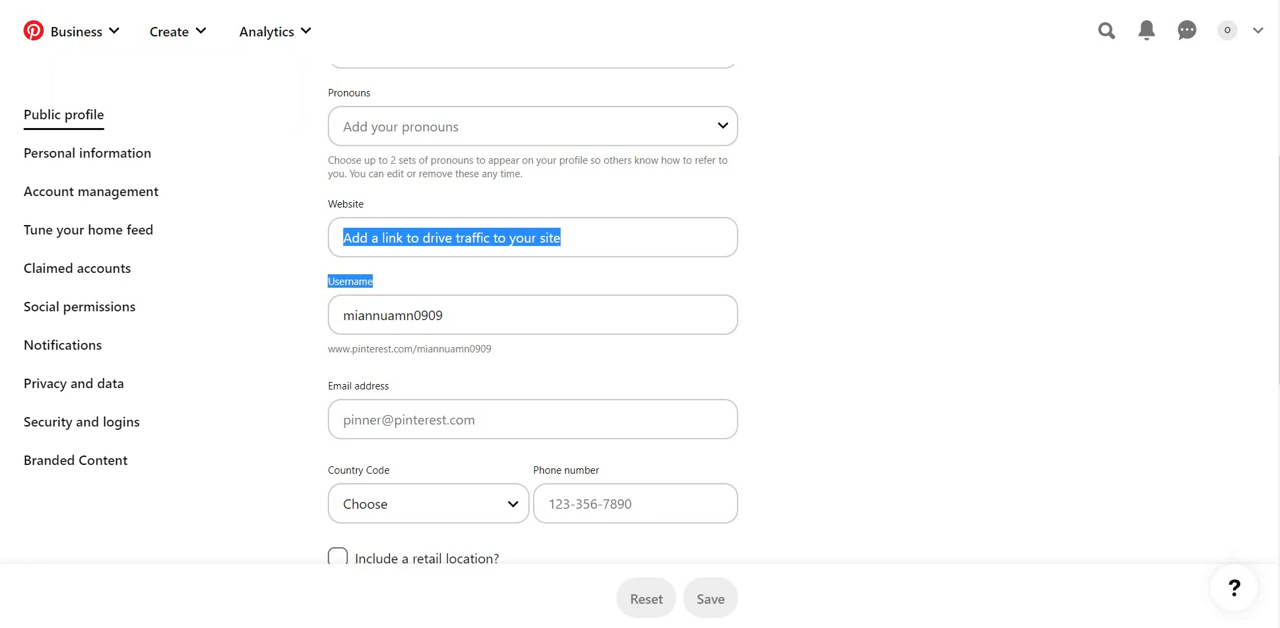 Business
Create
Analytics
o
Public profile
Personal information
Account management
Tune your home feed
Claimed accounts
Social permissions
Notifications
Privacy and data
Security and logins
Branded Content
Pronouns
Add your pronouns
Choose up to 2 sets of pronouns to appear on your profile so others know how to refer to
you. You can edit or remove these any time.
Website
Add a link to drive traffic to your site
Username
miannuamn0909
www.pinterest.com/miannuamn0909
Email address
pinner@pinterest.com
Country Code
Phone number
Choose
123-356-7890
Include a retail location?
Reset
Save
?